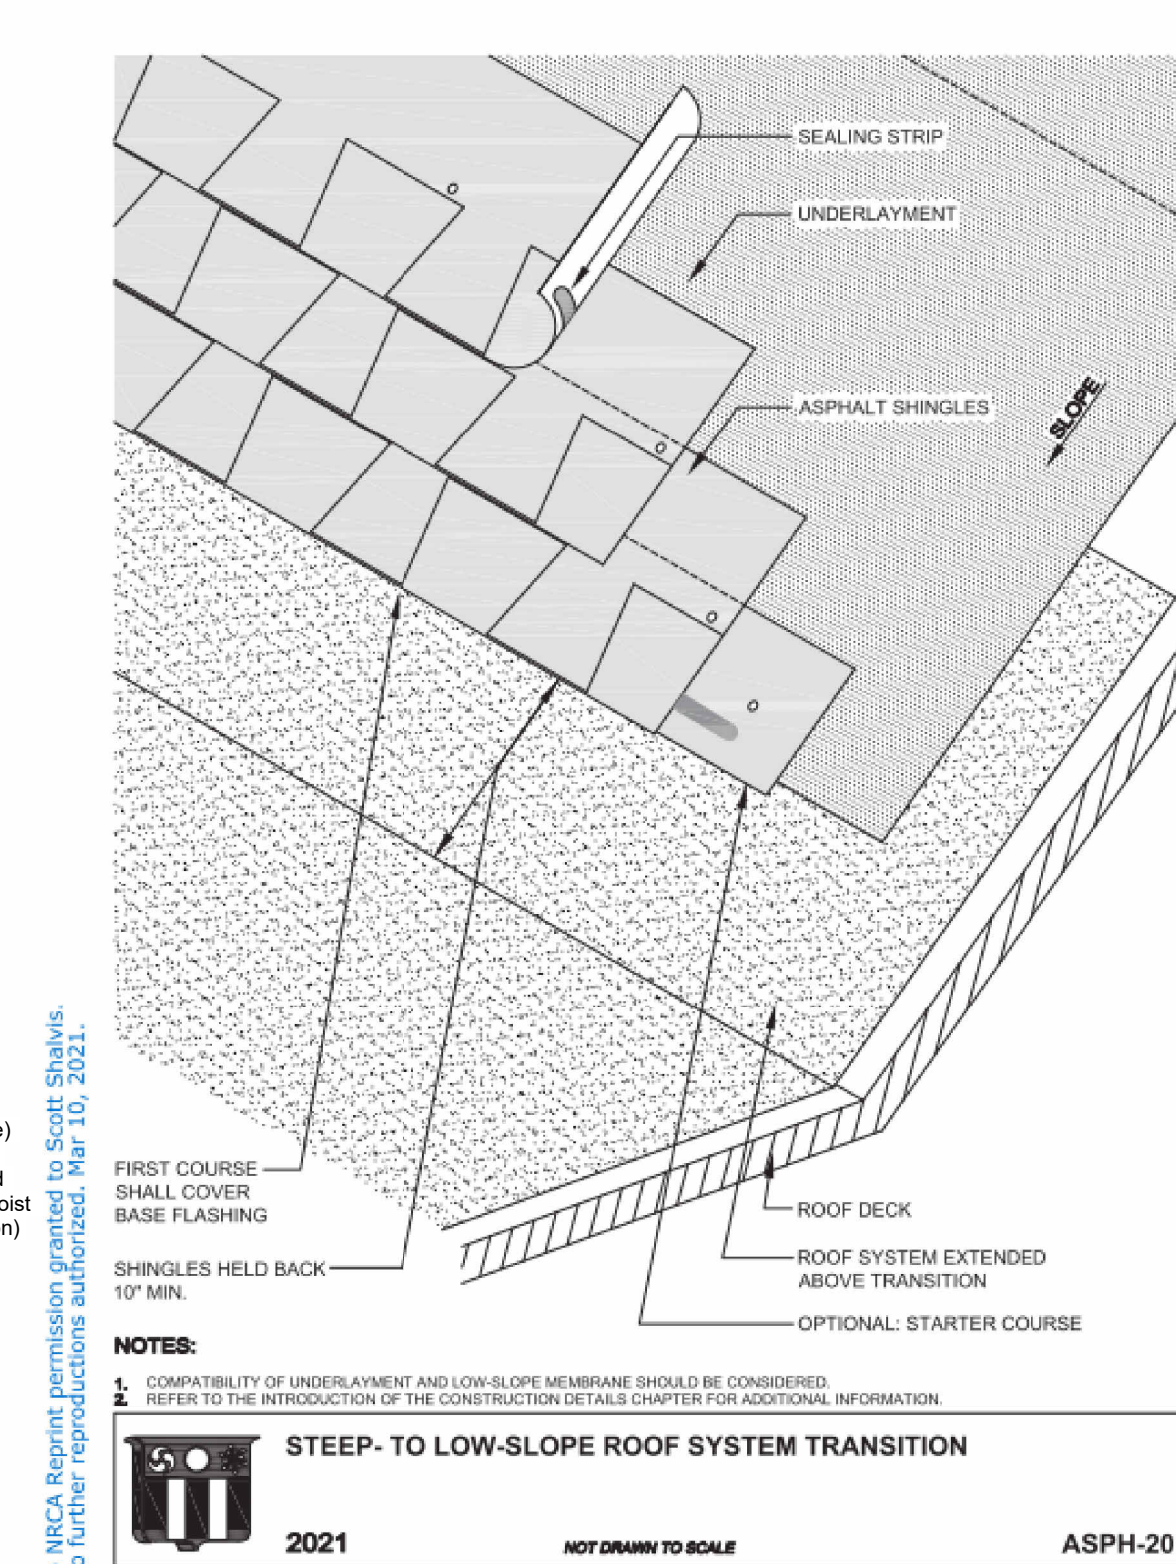 SEALING STRIP
UNDERLAYMENT
SLOPE
ASPHALT SHINGLES
FIRST COURSE
SHALL COVER
BASE FLASHING
SHINGLES HELD BACK
10" MIN.
ROOF DECK
ROOF SYSTEM EXTENDED
ABOVE TRANSITION
OPTIONAL: STARTER COURSE
NOTES:
1. COMPATIBILITY OF UNDERLAYMENT AND LOW-SLOPE MEMBRANE SHOULD BE CONSIDERED.
2. REFER TO THE INTRODUCTION OF THE CONSTRUCTION DETAILS CHAPTER FOR ADDITIONAL INFORMATION.
STEEP- TO LOW-SLOPE ROOF SYSTEM TRANSITION
2021
NOT DRAWN TO SCALE
ASPH-20
NRCA Reprint permission granted to Scott Shalvis.
further reproductions authorized. Mar 10, 2021.